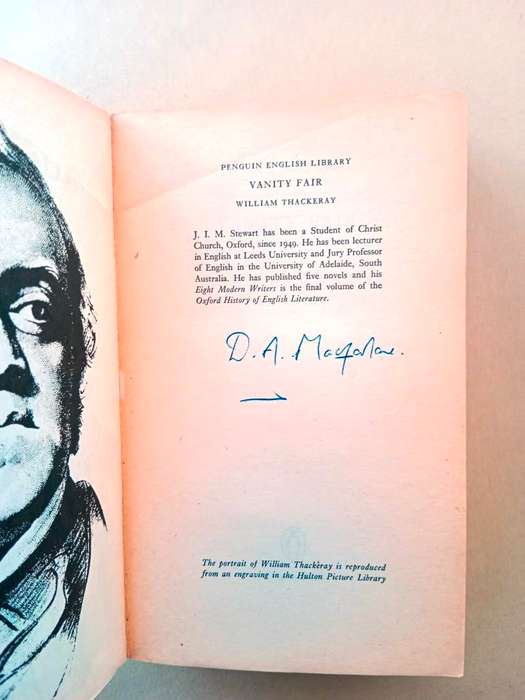 PENGUIN ENGLISH LIBRARY
VANITY FAIR
WILLIAM THACKERAY
J. I. M. Stewart has been a Student of Christ
Church, Oxford, since 1949. He has been lecturer
in English at Leeds University and Jury Professor
of English in the University of Adelaide, South
Australia. He has published five novels and his
Eight Modern Writers is the final volume of the
Oxford History of English Literature.
D. A. Macfarlane.
The portrait of William Thackeray is reproduced
from an engraving in the Hulton Picture Library